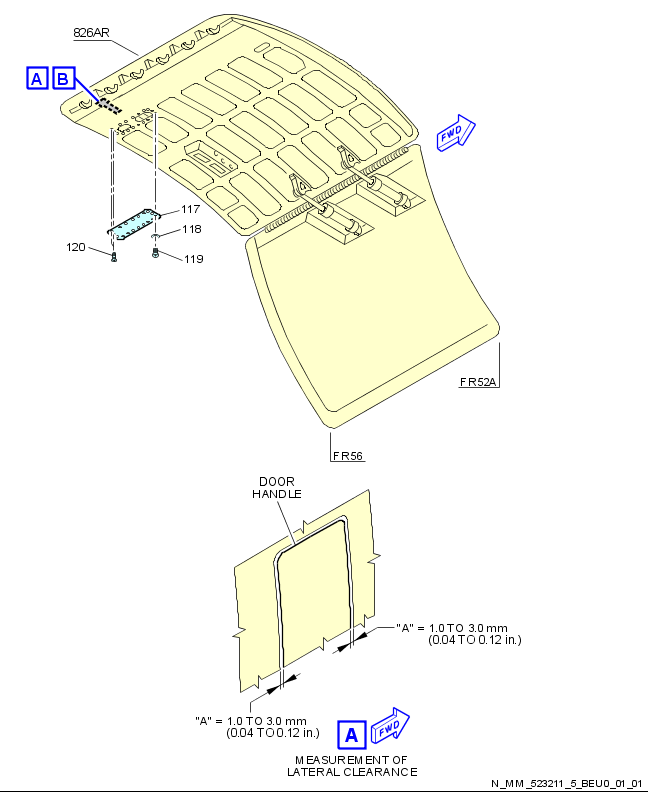 826AR
A B
FWD
117
118
120
119
FR52A
FR56
DOOR
HANDLE
"A" = 1.0 TO 3.0 mm
(0.04 TO 0.12 in.)
"A" = 1.0 TO 3.0 mm
(0.04 TO 0.12 in.)
A FWD
MEASUREMENT OF
LATERAL CLEARANCE
N_MM_523211_5_BEU0_01_01